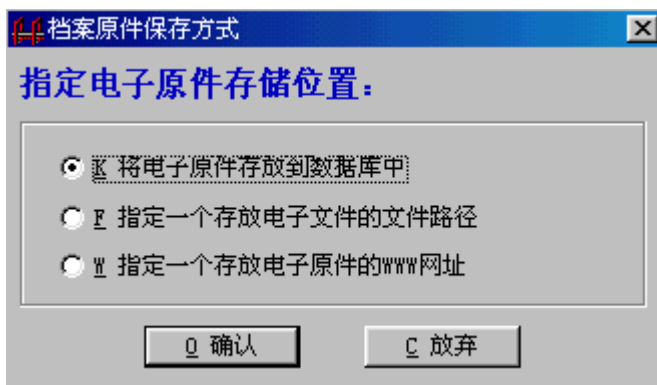 档案原件保存方式
指定电子原件存储位置：
K 将电子原件存放到数据库中
F 指定一个存放电子文件的文件路径
W 指定一个存放电子原件的WWW网址
O 确认
C 放弃